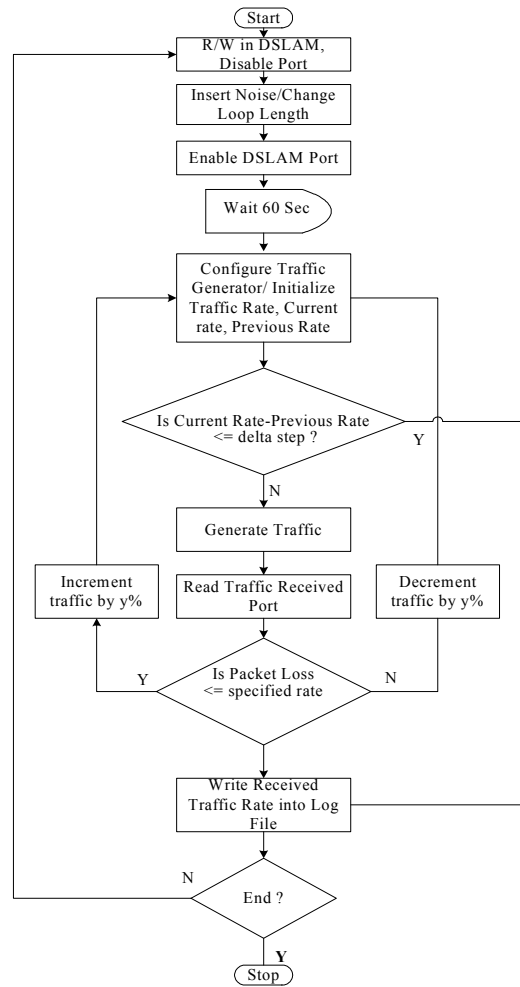 Start
R/W in DSLAM,
Disable Port
Insert Noise/Change
Loop Length
Enable DSLAM Port
Wait 60 Sec
Configure Traffic
Generator/ Initialize
Traffic Rate, Current
rate, Previous Rate
Is Current Rate-Previous Rate
<= delta step ?
Y
N
Generate Traffic
Increment
traffic by y%
Read Traffic Received
Port
Decrement
traffic by y%
Is Packet Loss
<= specified rate
Y
N
Write Received
Traffic Rate into Log
File
N
End ?
Y
Stop